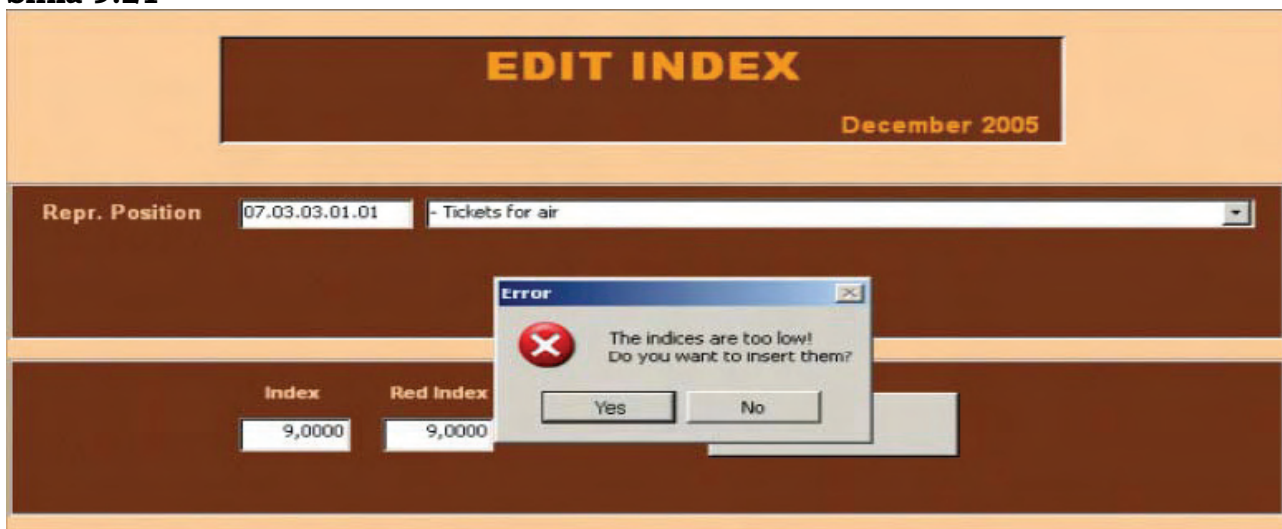 EDIT INDEX
December 2005
Repr. Position 07.03.03.01.01 - Tickets for air
Error
The indices are too low!
Do you want to insert them?
Yes No
Index Red Index
9,0000 9,0000